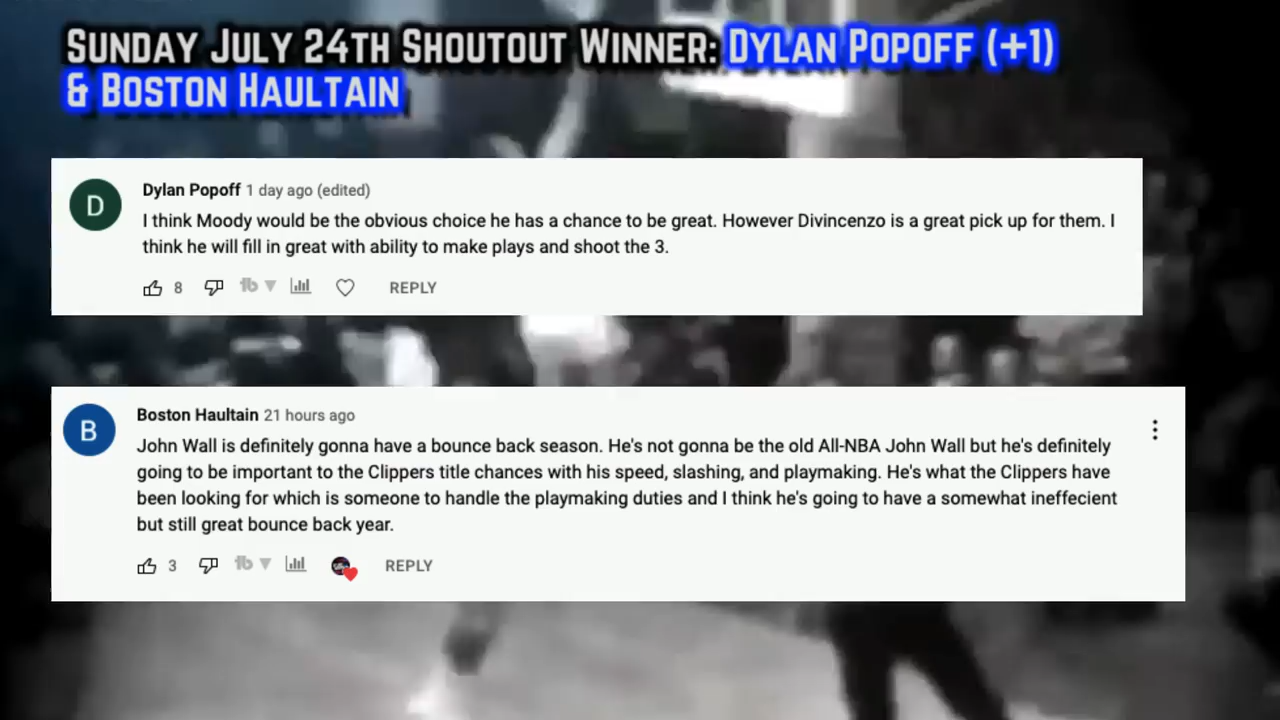 SUNDAY JULY 24TH SHOUTOUT WINNER: DYLAN POPOFF (+1)
& BOSTON HAULTAIN
D
Dylan Popoff 1 day ago (edited)
I think Moody would be the obvious choice he has a chance to be great. However Divincenzo is a great pick up for them. I
think he will fill in great with ability to make plays and shoot the 3.
8
REPLY
B
Boston Haultain 21 hours ago
John Wall is definitely gonna have a bounce back season. He's not gonna be the old All-NBA John Wall but he's definitely
going to be important to the Clippers title chances with his speed, slashing, and playmaking. He's what the Clippers have
been looking for which is someone to handle the playmaking duties and I think he's going to have a somewhat ineffecient
but still great bounce back year.
3
REPLY